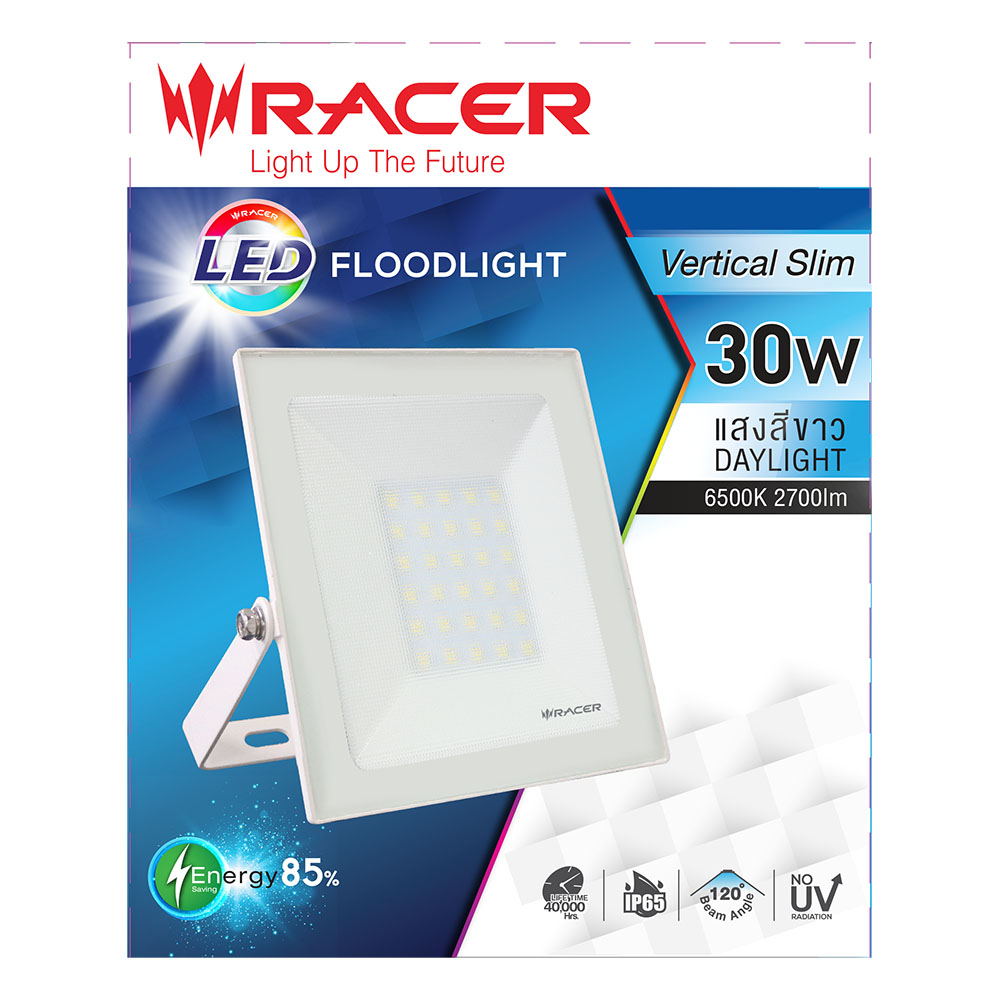 RACER
Light Up The Future
RACER
LED FLOODLIGHT
Vertical Slim
30W
แสงสีขาว
DAYLIGHT
6500K 2700lm
RACER
Energy 85%
Saving
LIFE TIME
40'000
Hrs.
IP65
120°
Beam Angle
NO
UV
RADIATION